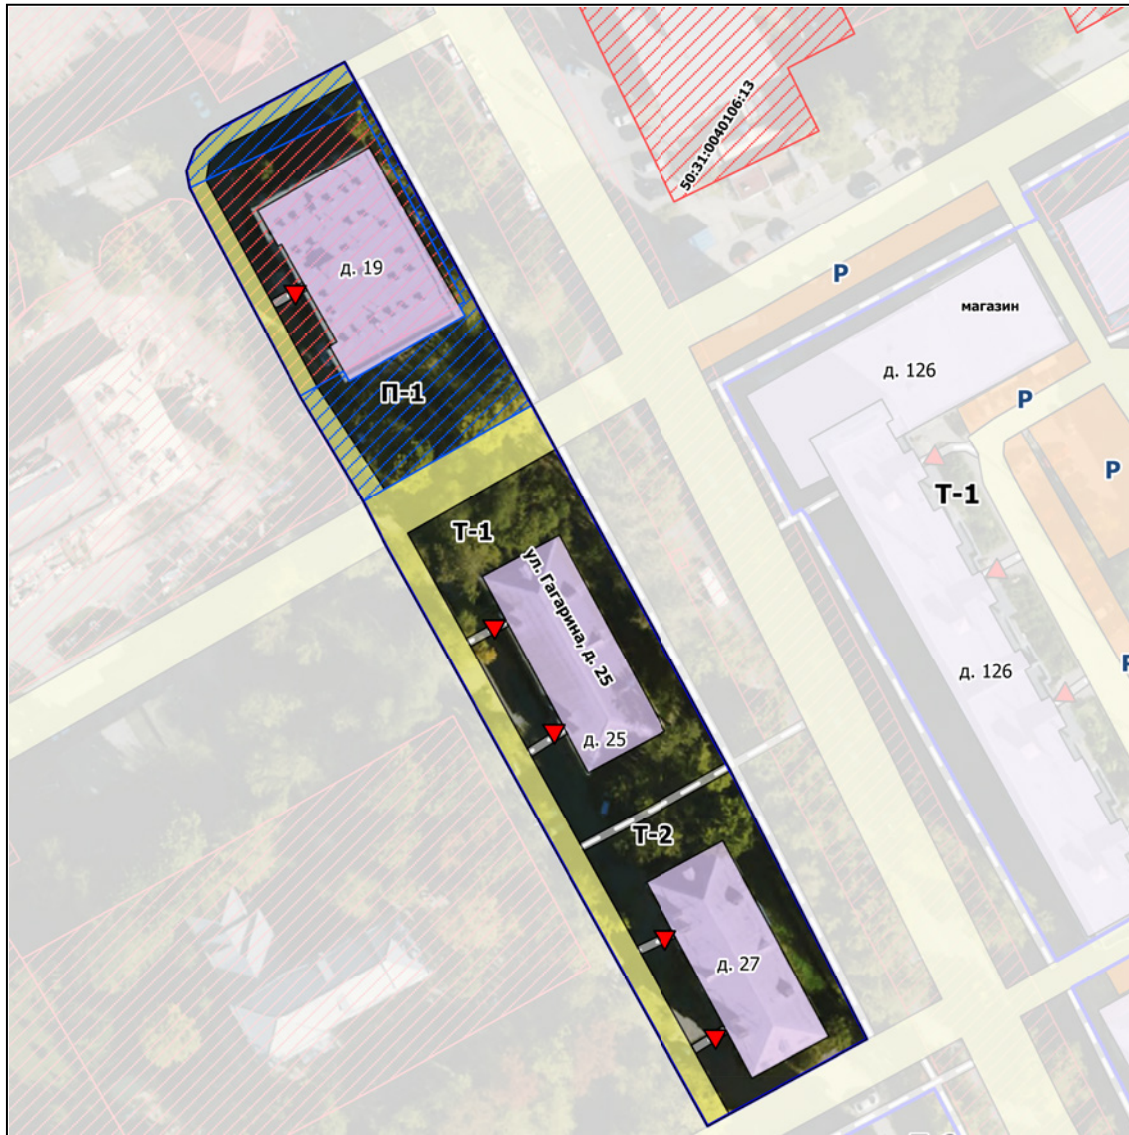 50:31:0040106:13
P
магазин
д. 19
д. 126
П-1
P
P
Т-1
Т-1
ул. Гагарина, д. 25
P
д. 126
д. 25
Т-2
д. 27